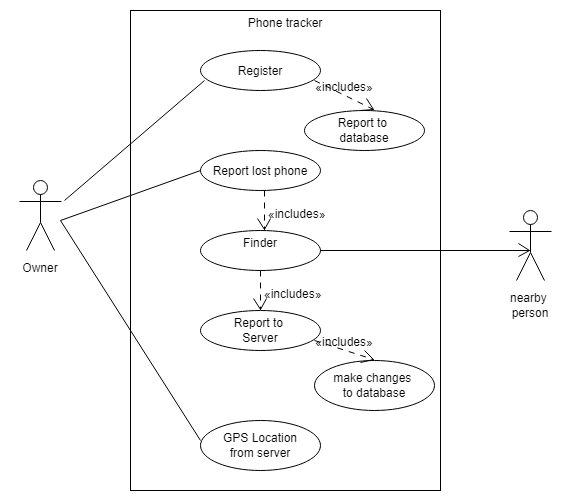 Phone tracker
Register
«includes»
Report to
database
Report lost phone
«includes»
Finder
Owner
«includes»
nearby
person
Report to
Server
«includes»
make changes
to database
GPS Location
from server